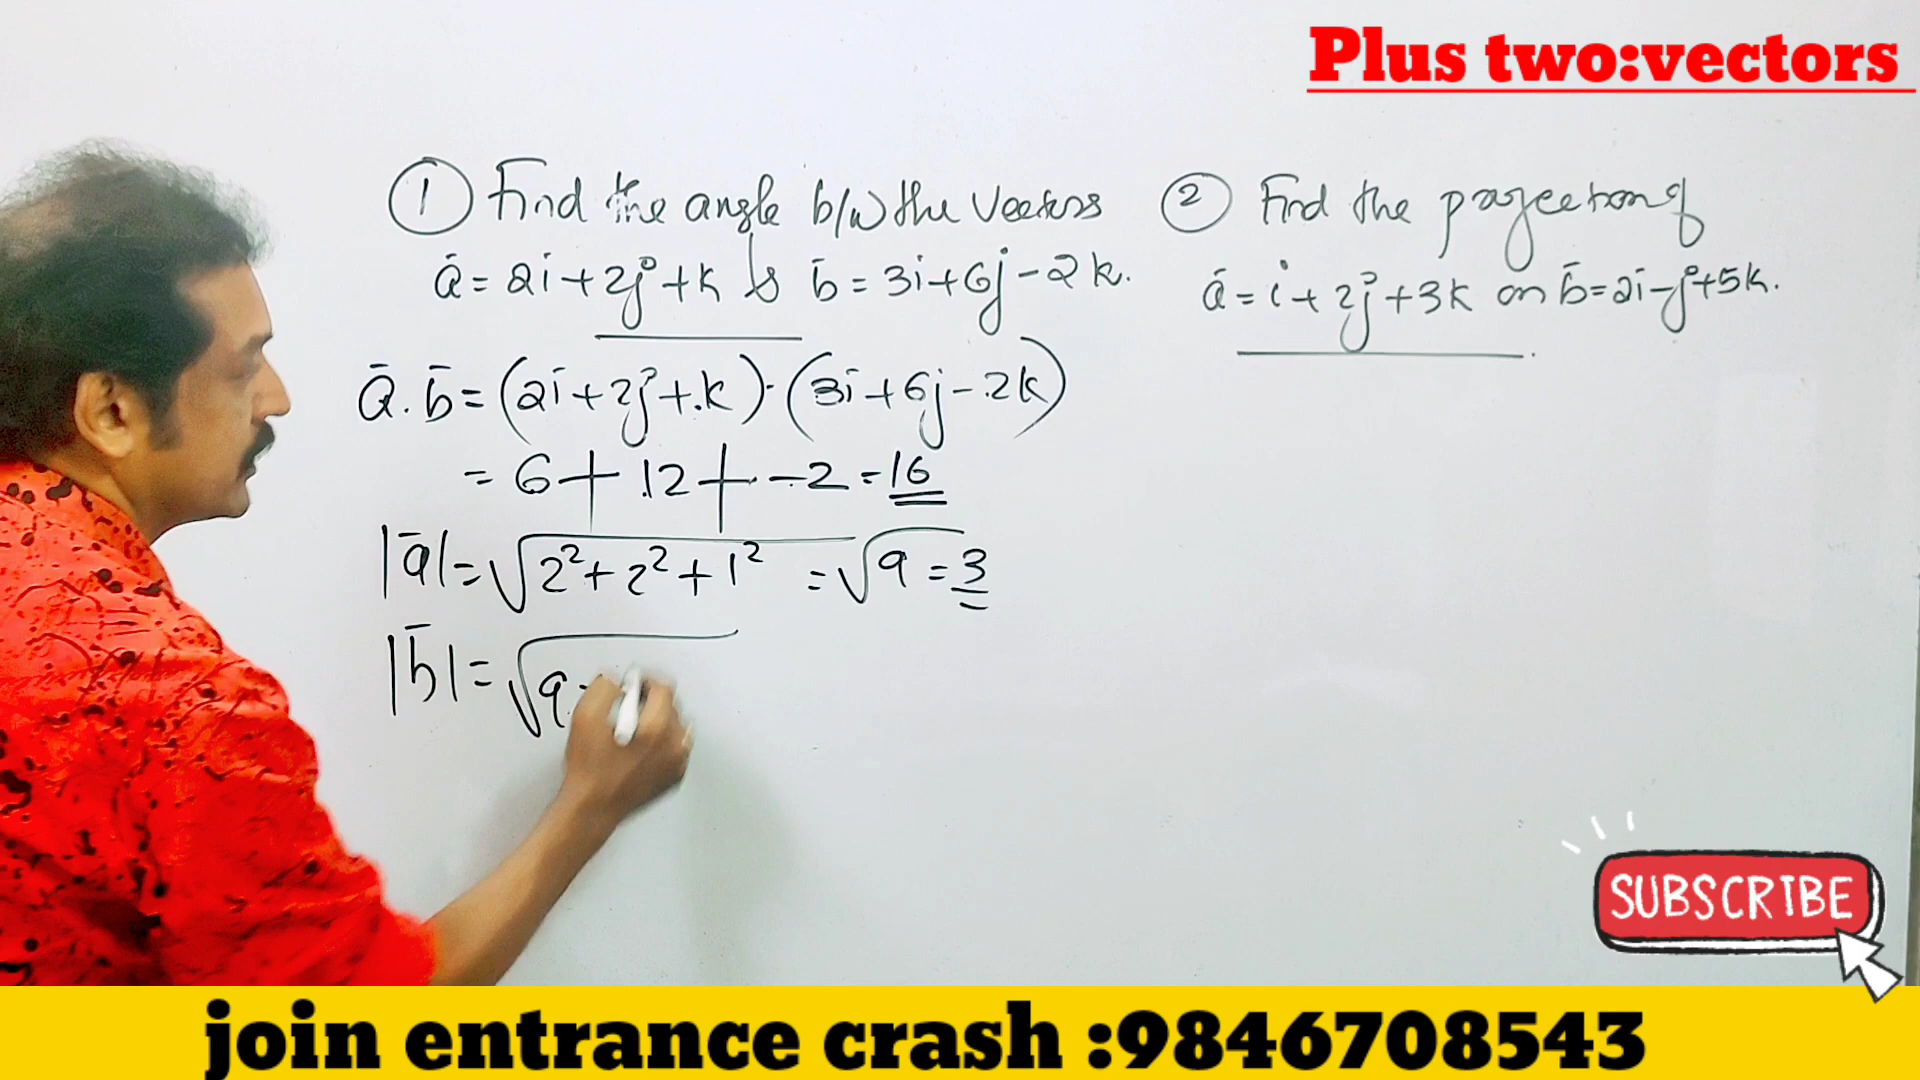 Plus two:vectors
① Find the angle b/w the vectors
ā = 2i + 2j + k & b̄ = 3i + 6j - 2k.
ā . b̄ = (2i + 2j + k) · (3i + 6j - 2k)
= 6 + 12 + -2 = 16
|ā| = √2² + 2² + 1² = √9 = 3
|b̄| = √9 +
② Find the projection of
ā = i + 2j + 3k on b̄ = 2i - j + 5k.
SUBSCRIBE
join entrance crash :9846708543